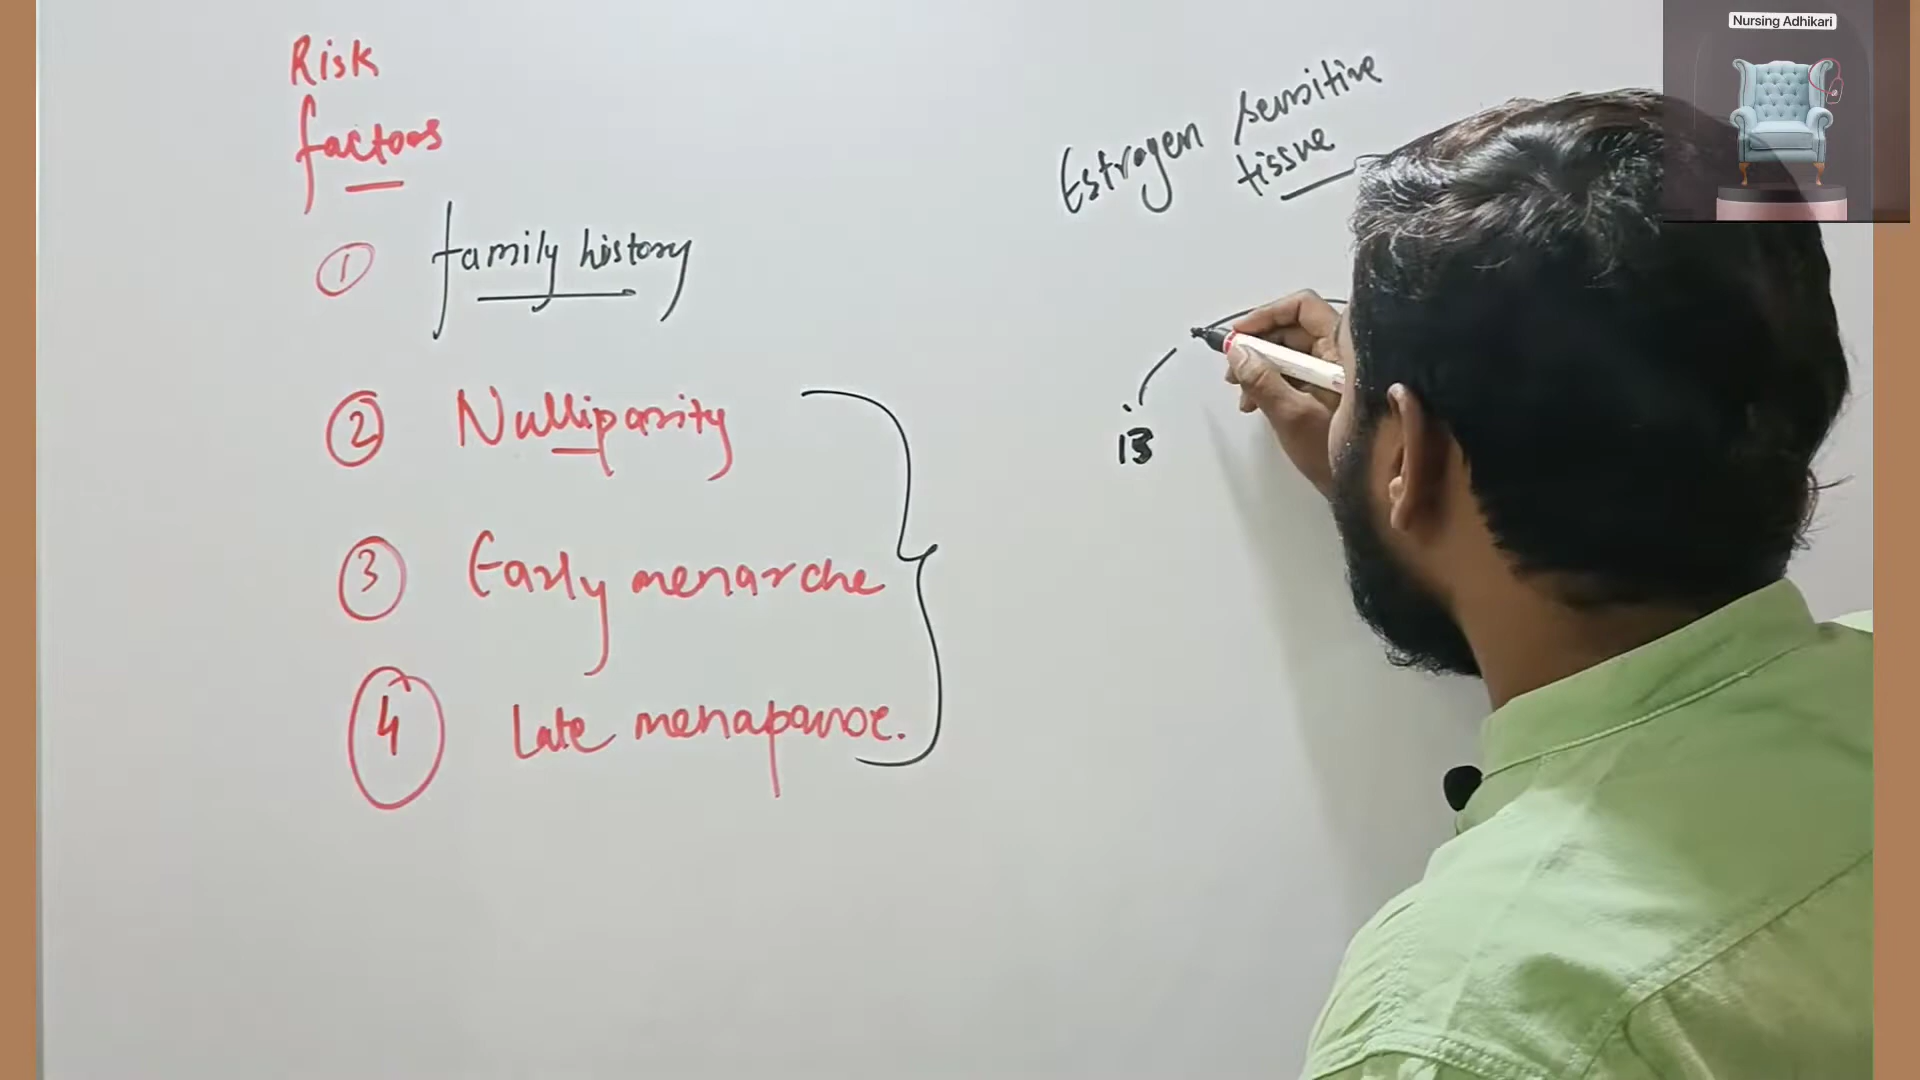 Nursing Adhikari
Risk
factors
① family history
② Nulliparity
③ Early menarche
④ Late menapause.
Estrogen sensitive
tissue
13